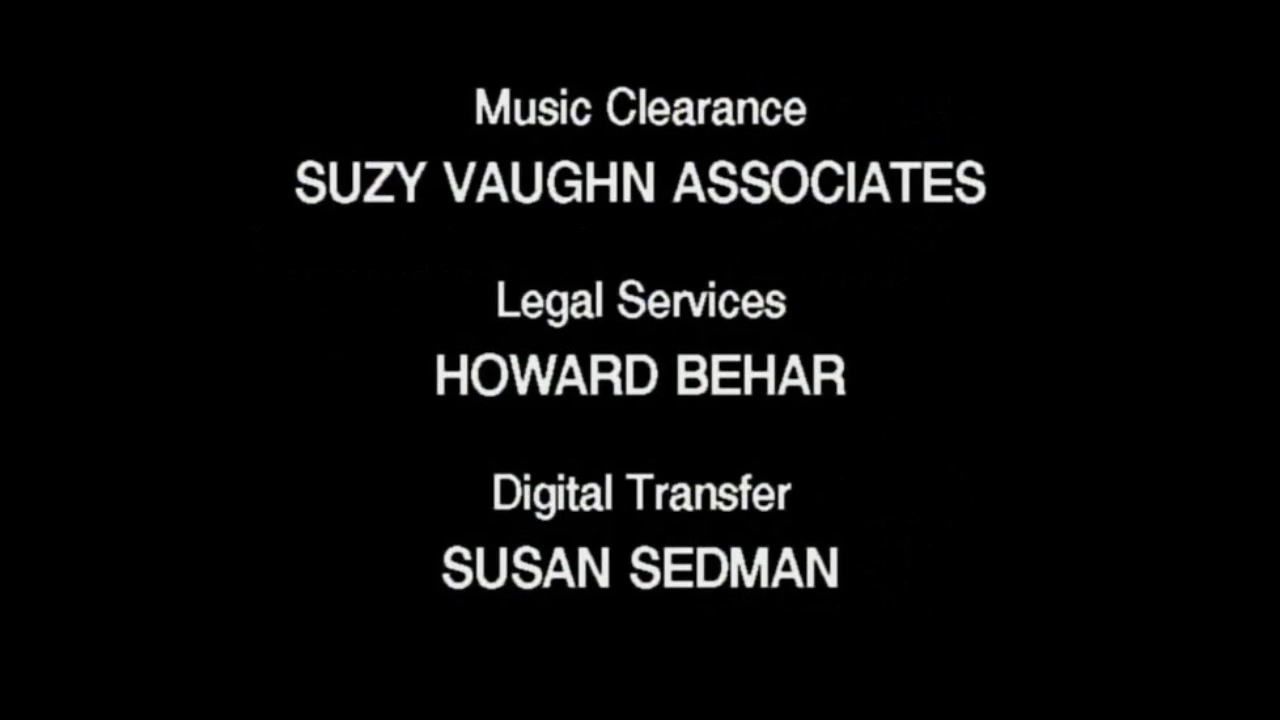 Music Clearance
SUZY VAUGHN ASSOCIATES
Legal Services
HOWARD BEHAR
Digital Transfer
SUSAN SEDMAN